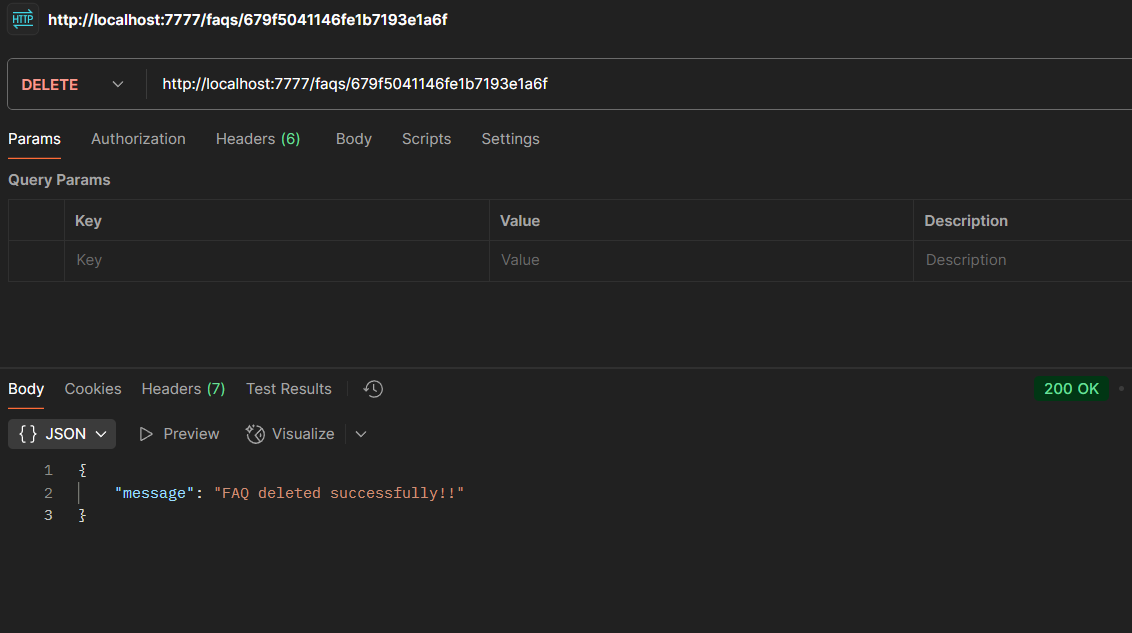 HTTP http://localhost:7777/faqs/679f5041146fe1b7193e1a6f
DELETE http://localhost:7777/faqs/679f5041146fe1b7193e1a6f
Params Authorization Headers (6) Body Scripts Settings
Query Params
Key Value Description
Key Value Description
Body Cookies Headers (7) Test Results 200 OK
{} JSON Preview Visualize
1 {
2 "message": "FAQ deleted successfully!!"
3 }